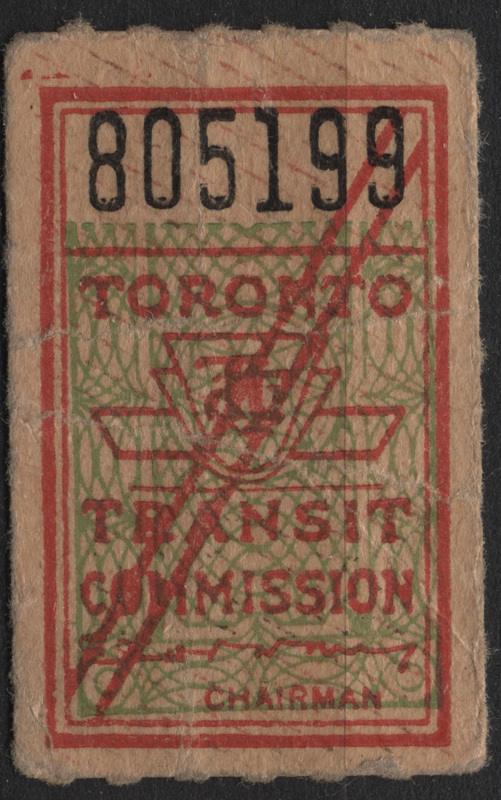 805199
TORONTO
TRANSIT
COMMISSION
CHAIRMAN